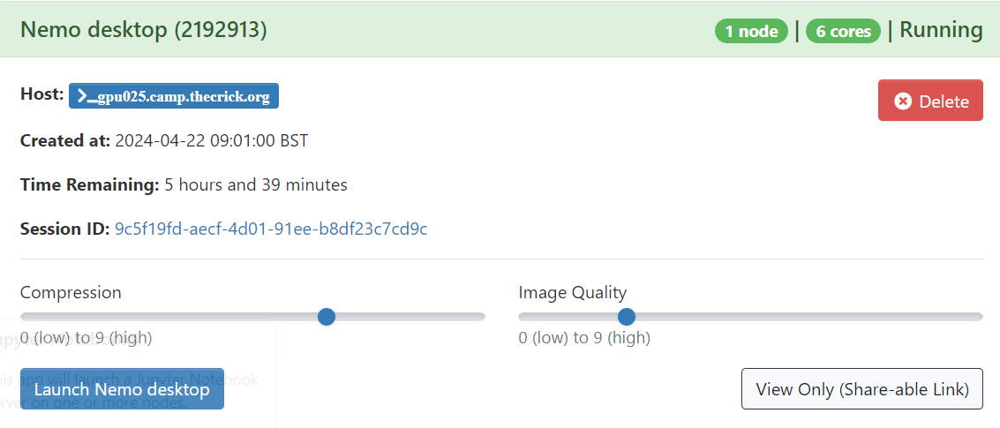 Nemo desktop (2192913)
1 node | 6 cores | Running
Host: >_gpu025.camp.thecrick.org
Delete
Created at: 2024-04-22 09:01:00 BST
Time Remaining: 5 hours and 39 minutes
Session ID: 9c5f19fd-aecf-4d01-91ee-b8df23c7cd9c
Compression
Image Quality
0 (low) to 9 (high)
0 (low) to 9 (high)
his app will launch a Jupyter Notebook
erver on one or more nodes.
Launch Nemo desktop
View Only (Share-able Link)